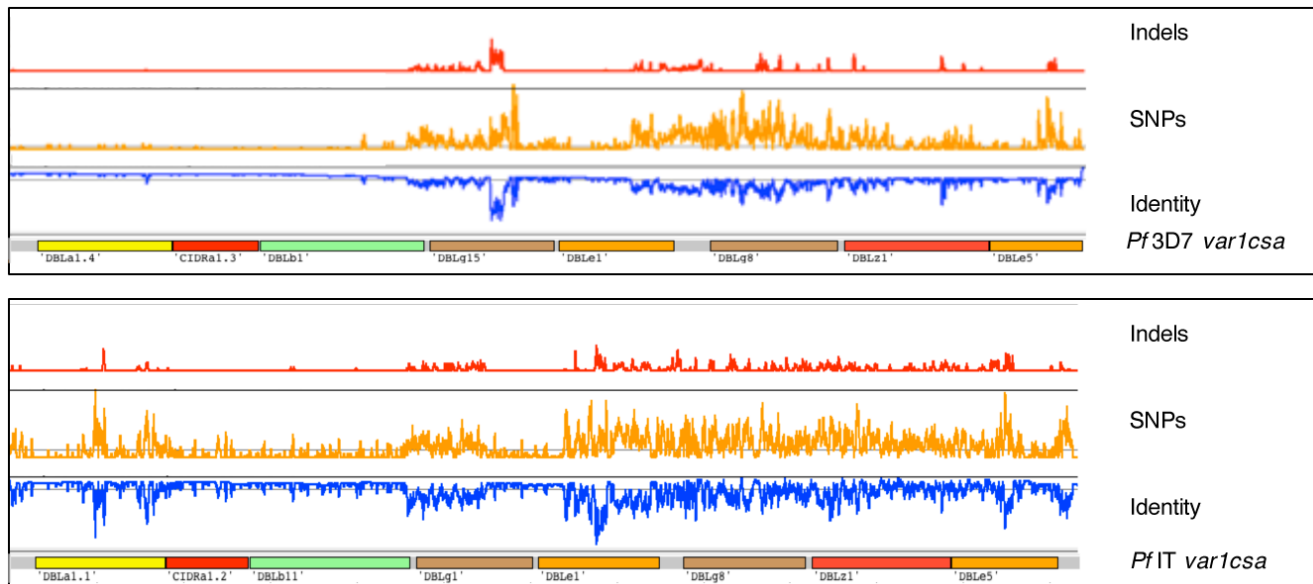 Indels
SNPs
Identity
Pf 3D7 var1csa
'DBLa1.4' 'CIDRa1.3' 'DBLb1' 'DBLg15' 'DBLe1' 'DBLg8' 'DBLz1' 'DBLe5'
Indels
SNPs
Identity
Pf IT var1csa
'DBLa1.1' 'CIDRa1.2' 'DBLb11' 'DBLg1' 'DBLe1' 'DBLg8' 'DBLz1' 'DBLe5'